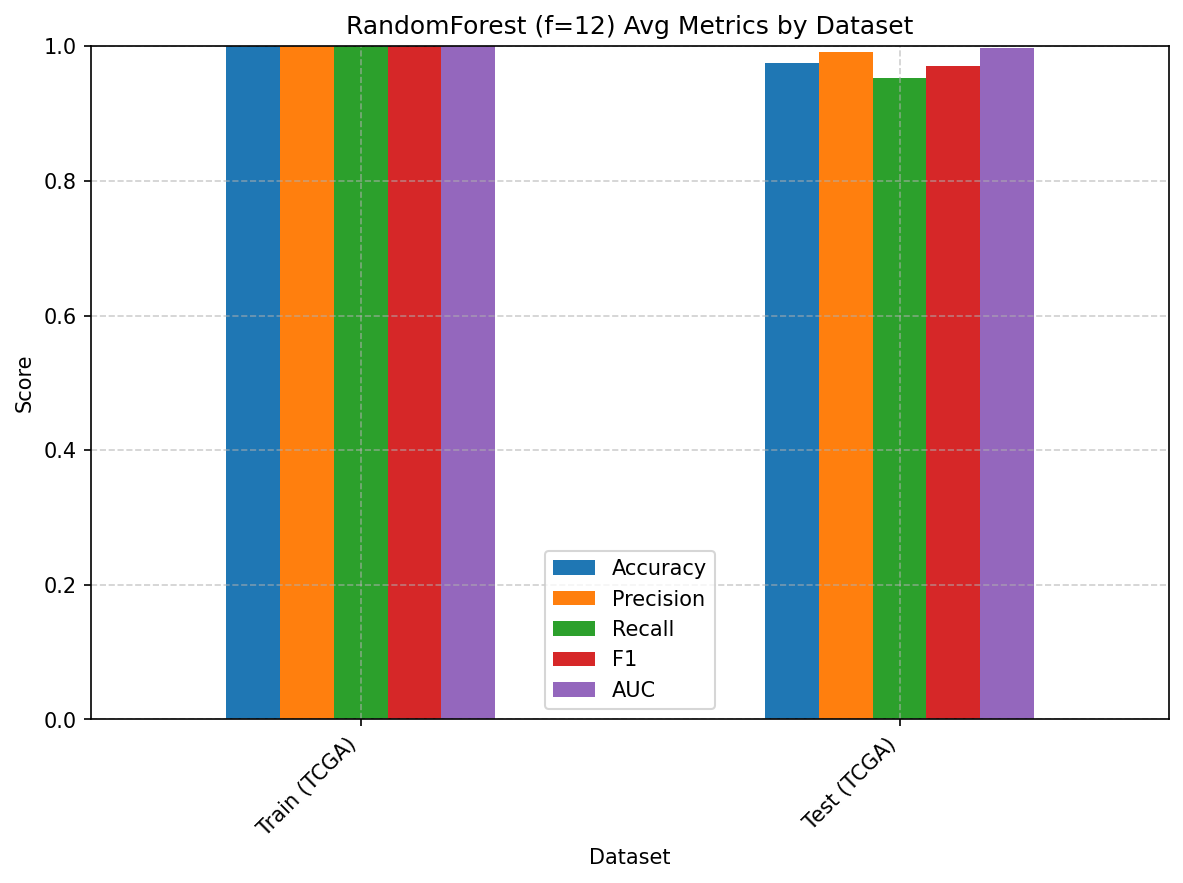 RandomForest (f=12) Avg Metrics by Dataset
1.0
0.8
0.6
0.4
0.2
0.0
Score
Accuracy
Precision
Recall
F1
AUC
Train (TCGA)
Test (TCGA)
Dataset